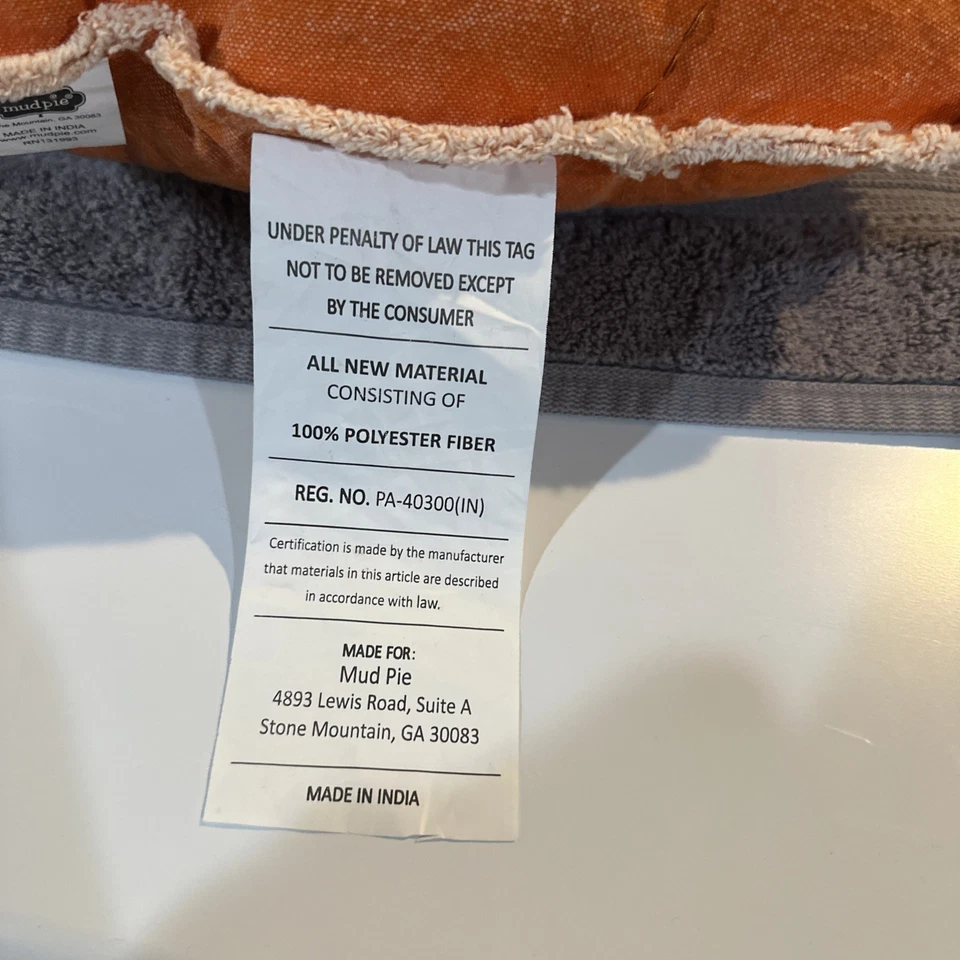 mudpie
Mountain, GA 30083
MADE IN INDIA
www.mudpie.com
UNDER PENALTY OF LAW THIS TAG
NOT TO BE REMOVED EXCEPT
BY THE CONSUMER
ALL NEW MATERIAL
CONSISTING OF
100% POLYESTER FIBER
REG. NO. PA-40300(IN)
Certification is made by the manufacturer
that materials in this article are described
in accordance with law.
MADE FOR:
Mud Pie
4893 Lewis Road, Suite A
Stone Mountain, GA 30083
MADE IN INDIA